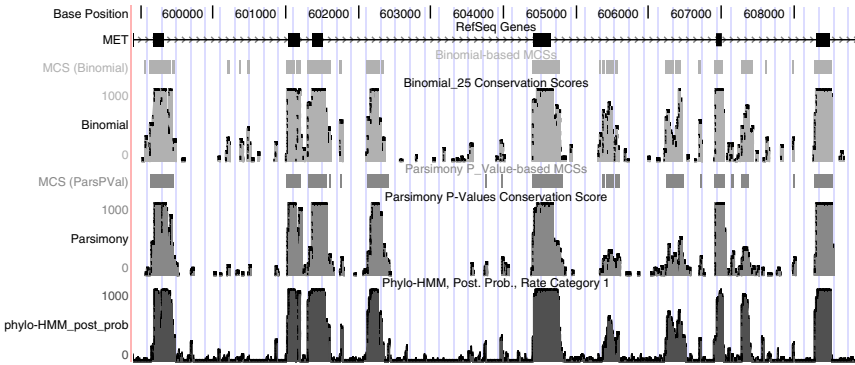 Base Position 600000 601000 602000 603000 604000 605000 606000 607000 608000
RefSeq Genes
MET
Binomial-based MCSs
MCS (Binomial)
Binomial_25 Conservation Scores
1000
Binomial
0
Parsimony P_Value-based MCSs
MCS (ParsPVal)
Parsimony P-Values Conservation Score
1000
Parsimony
0
Phylo-HMM, Post. Prob., Rate Category 1
1000
phylo-HMM_post_prob
0